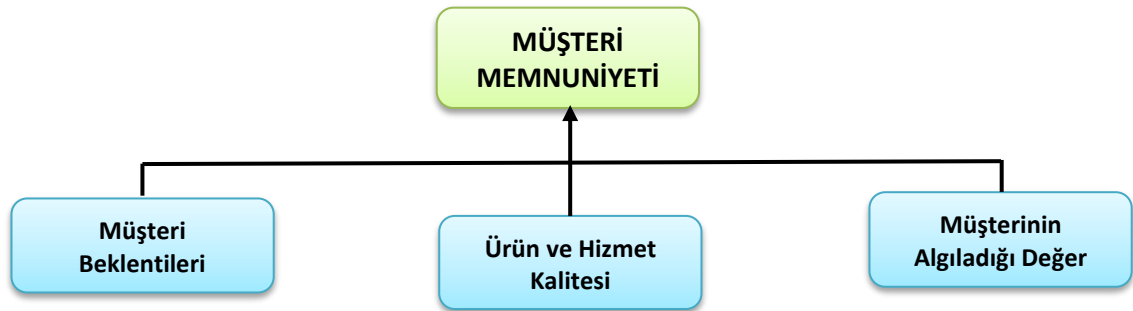 MÜŞTERİ
MEMNUNİYETİ
Müşteri
Beklentileri
Ürün ve Hizmet
Kalitesi
Müşterinin
Algıladığı Değer